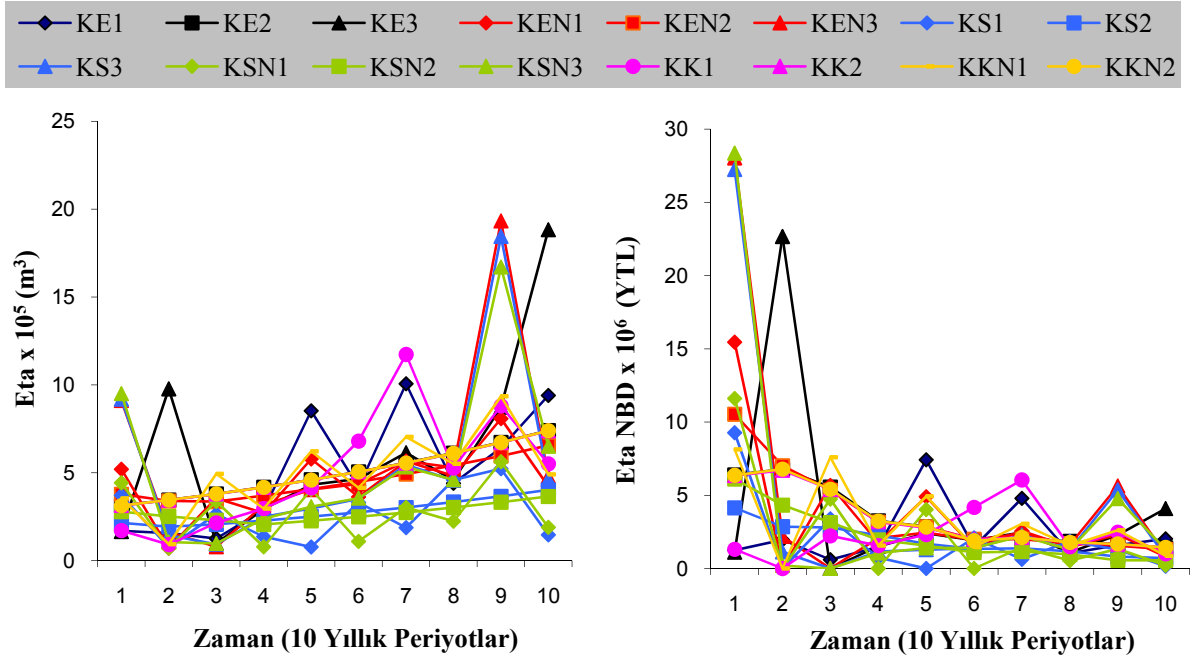 KE1 KE2 KE3 KEN1 KEN2 KEN3 KS1 KS2
KS3 KSN1 KSN2 KSN3 KK1 KK2 KKN1 KKN2
Eta x 10⁵ (m³)
25
20
15
10
5
0
1 2 3 4 5 6 7 8 9 10
Zaman (10 Yıllık Periyotlar)
Eta NBD x 10⁶ (YTL)
30
25
20
15
10
5
0
1 2 3 4 5 6 7 8 9 10
Zaman (10 Yıllık Periyotlar)